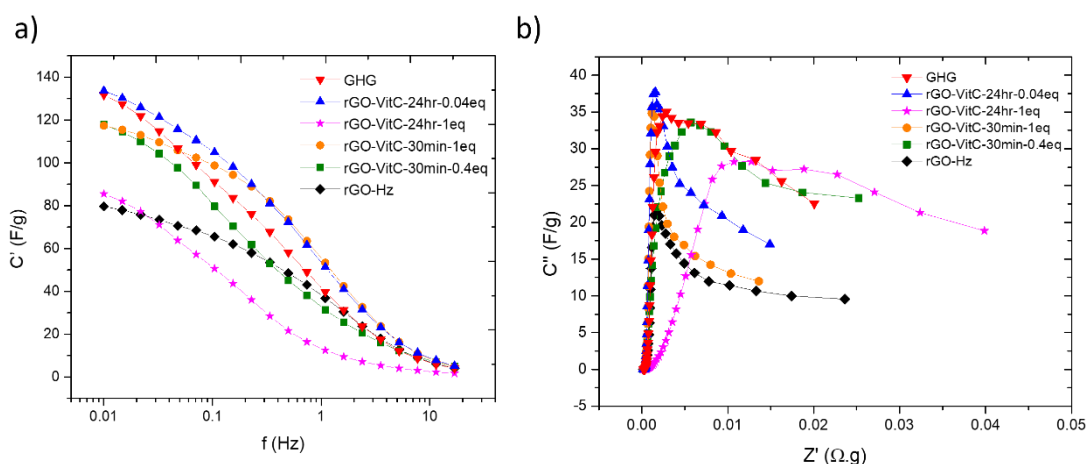 a)
140
120
100
80
60
40
20
0
C' (F/g)
0.01
0.1
1
10
f (Hz)
GHG
rGO-VitC-24hr-0.04eq
rGO-VitC-24hr-1eq
rGO-VitC-30min-1eq
rGO-VitC-30min-0.4eq
rGO-Hz
b)
40
35
30
25
20
15
10
5
0
-5
C'' (F/g)
0.00
0.01
0.02
0.03
0.04
0.05
Z' (Ω.g)
GHG
rGO-VitC-24hr-0.04eq
rGO-VitC-24hr-1eq
rGO-VitC-30min-1eq
rGO-VitC-30min-0.4eq
rGO-Hz